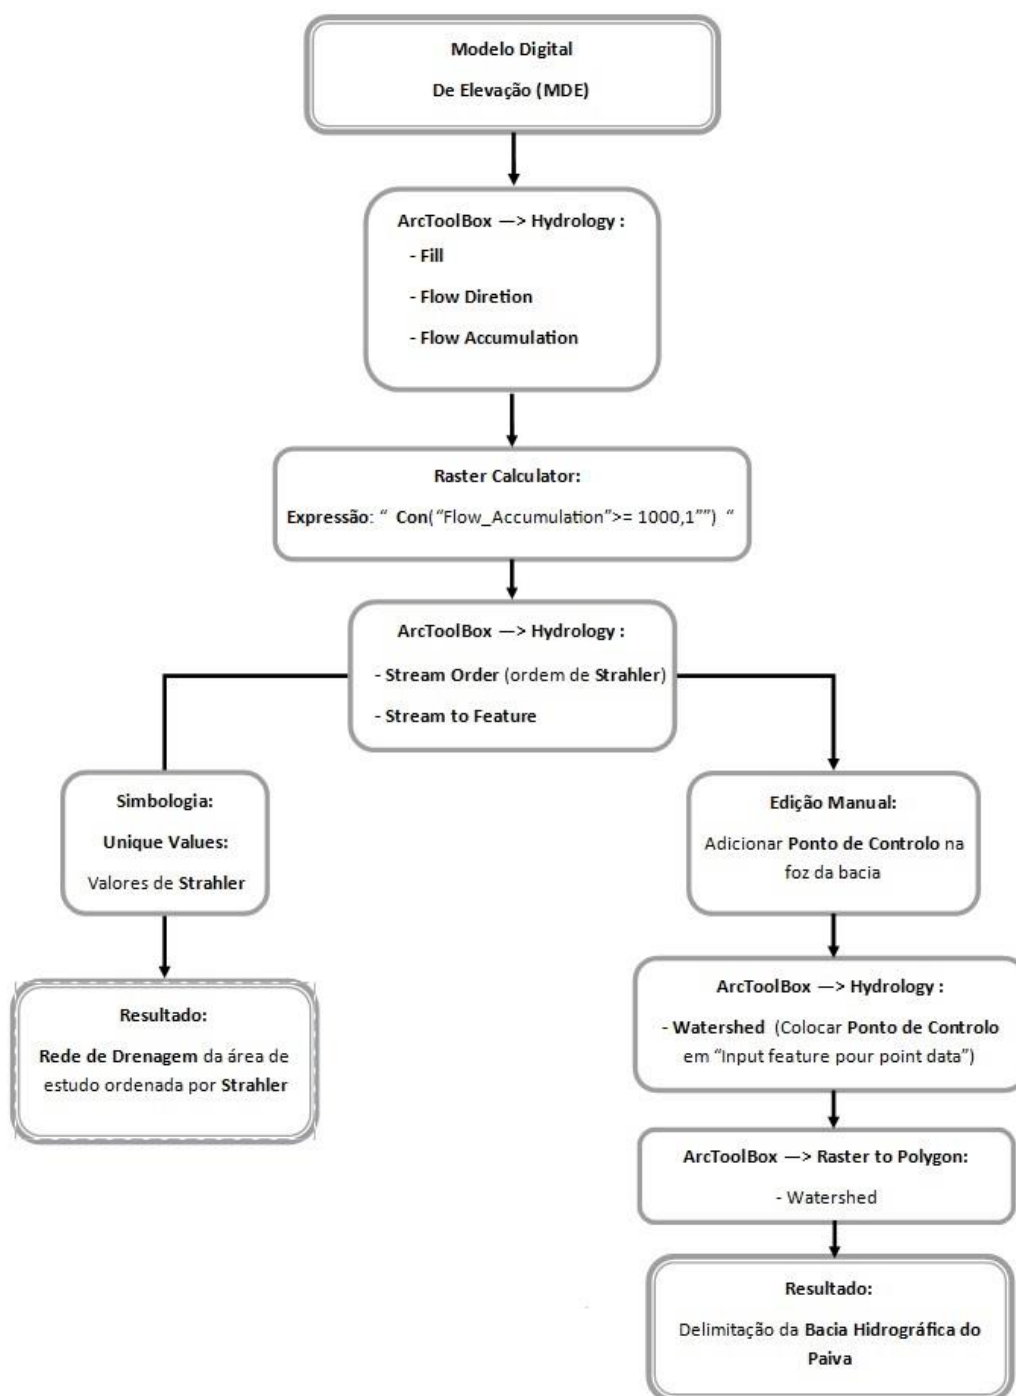 Modelo Digital
De Elevação (MDE)
ArcToolBox —> Hydrology :
- Fill
- Flow Diretion
- Flow Accumulation
Raster Calculator:
Expressão: “ Con(“Flow_Accumulation”>= 1000,1””) “
ArcToolBox —> Hydrology :
- Stream Order (ordem de Strahler)
- Stream to Feature
Simbologia:
Unique Values:
Valores de Strahler
Resultado:
Rede de Drenagem da área de
estudo ordenada por Strahler
Edição Manual:
Adicionar Ponto de Controlo na
foz da bacia
ArcToolBox —> Hydrology :
- Watershed (Colocar Ponto de Controlo
em “Input feature pour point data”)
ArcToolBox —> Raster to Polygon:
- Watershed
Resultado:
Delimitação da Bacia Hidrográfica do
Paiva